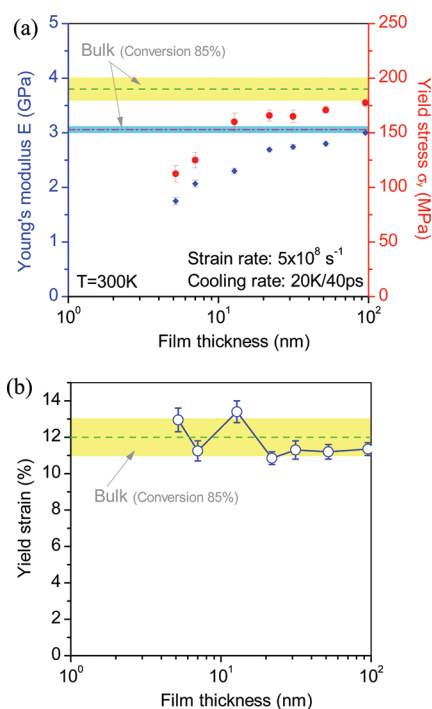 (a)
Bulk (Conversion 85%)
Young's modulus E (GPa)
5
4
3
2
1
0
Yield stress σy (MPa)
250
200
150
100
50
0
Strain rate: 5x10⁸ s⁻¹
T=300K
Cooling rate: 20K/40ps
10⁰ 10¹ 10²
Film thickness (nm)
(b)
Yield strain (%)
14
12
10
8
6
4
2
0
Bulk (Conversion 85%)
10⁰ 10¹ 10²
Film thickness (nm)